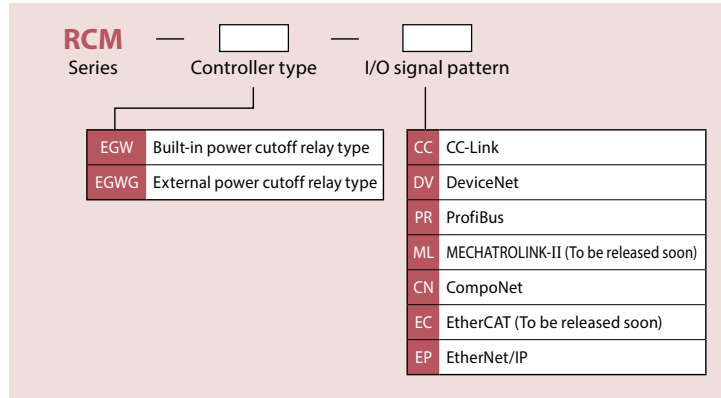 RCM — —
Series Controller type I/O signal pattern
EGW Built-in power cutoff relay type
EGWG External power cutoff relay type
CC CC-Link
DV DeviceNet
PR ProfiBus
ML MECHATROLINK-II (To be released soon)
CN CompoNet
EC EtherCAT (To be released soon)
EP EtherNet/IP